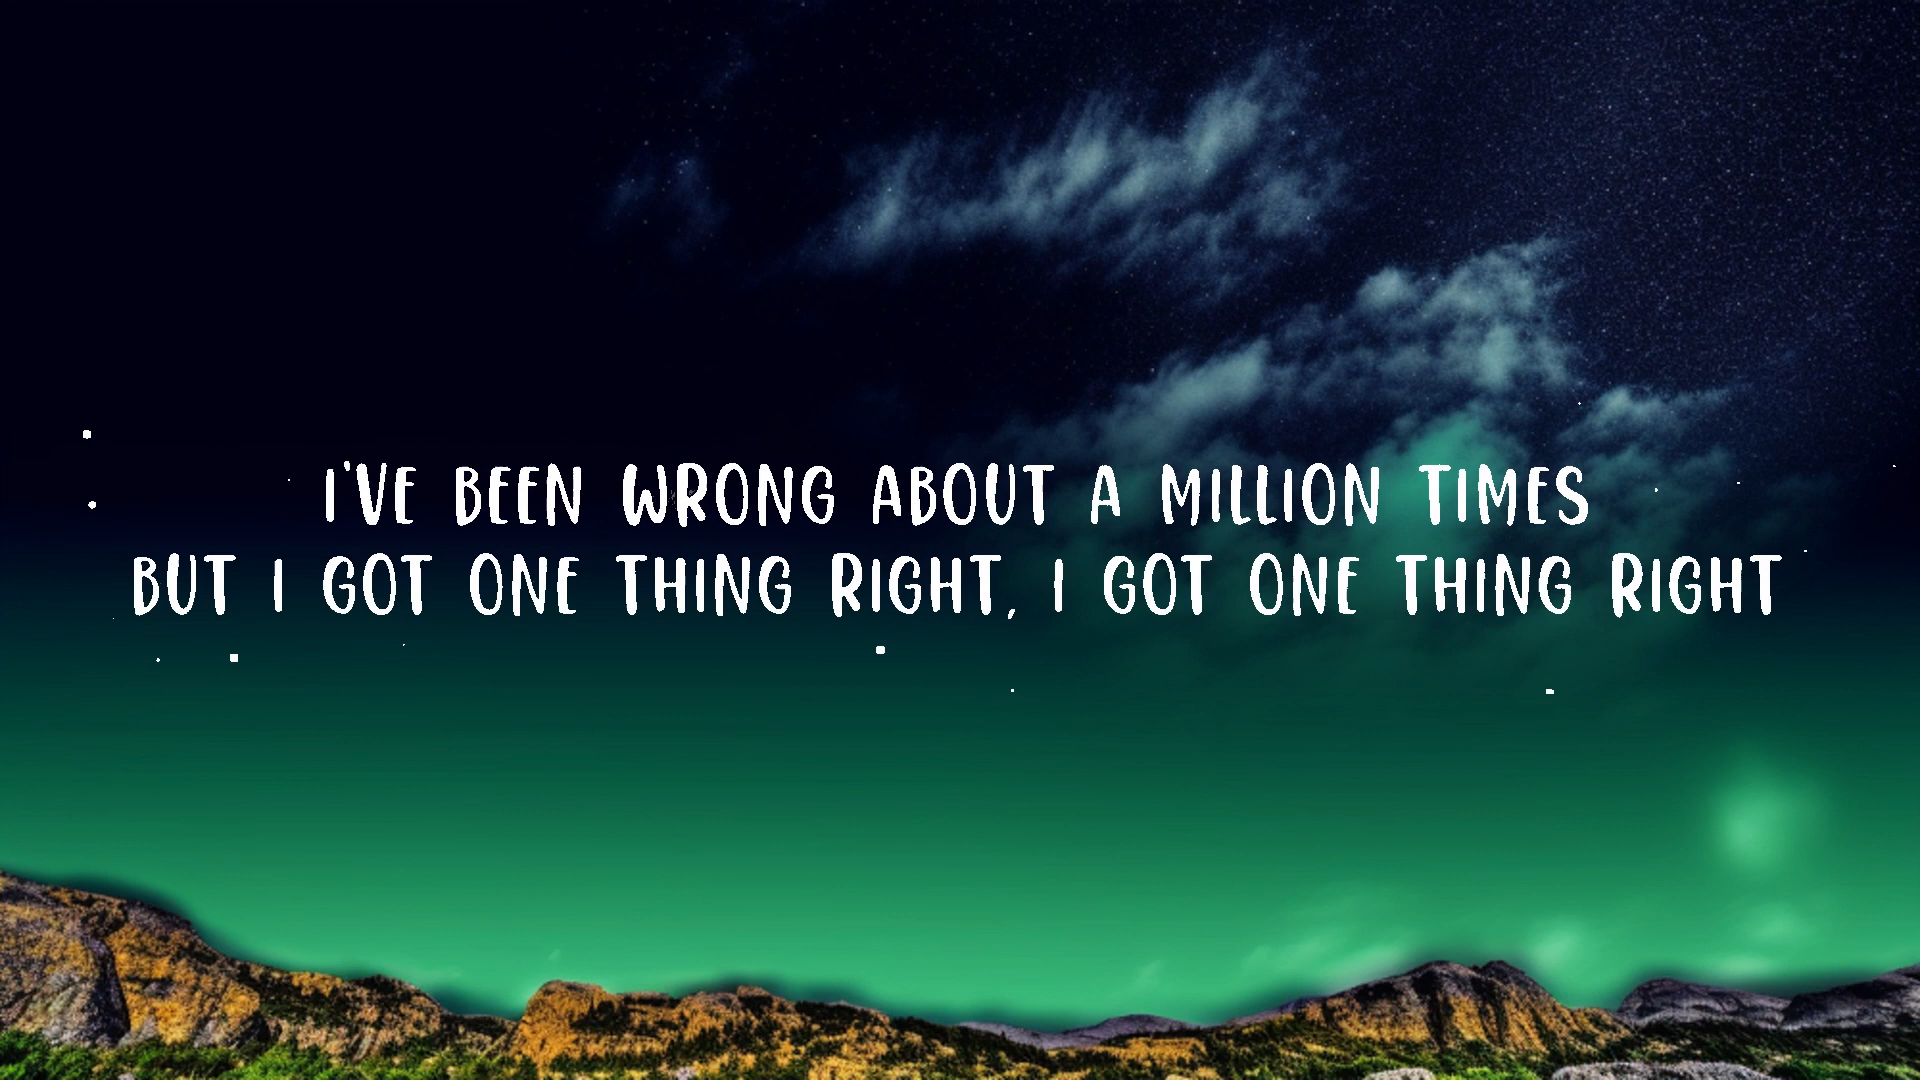 I'VE BEEN WRONG ABOUT A MILLION TIMES
BUT I GOT ONE THING RIGHT, I GOT ONE THING RIGHT